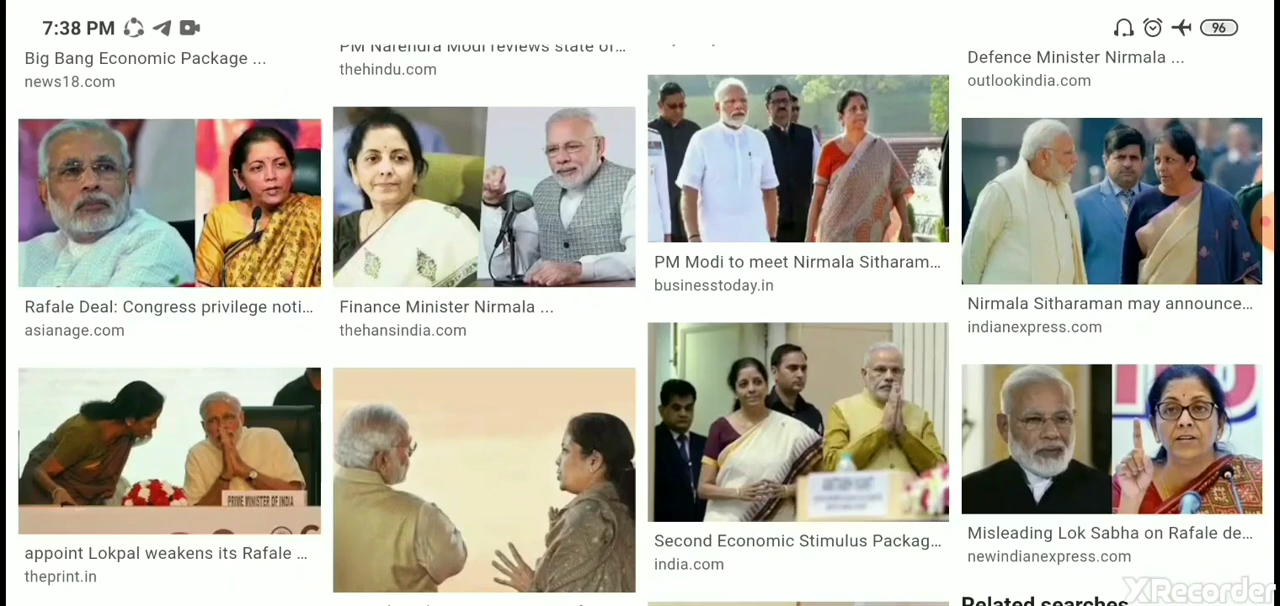 7:38 PM
96
Big Bang Economic Package ...
news18.com
Rafale Deal: Congress privilege noti...
asianage.com
PRIME MINISTER OF INDIA
appoint Lokpal weakens its Rafale ...
theprint.in
PM Narendra Modi reviews state of...
thehindu.com
Finance Minister Nirmala ...
thehansindia.com
PM Modi to meet Nirmala Sitharam...
businesstoday.in
Second Economic Stimulus Packag...
india.com
Defence Minister Nirmala ...
outlookindia.com
Nirmala Sitharaman may announce...
indianexpress.com
Misleading Lok Sabha on Rafale de...
newindianexpress.com
Related searches
XRecorder